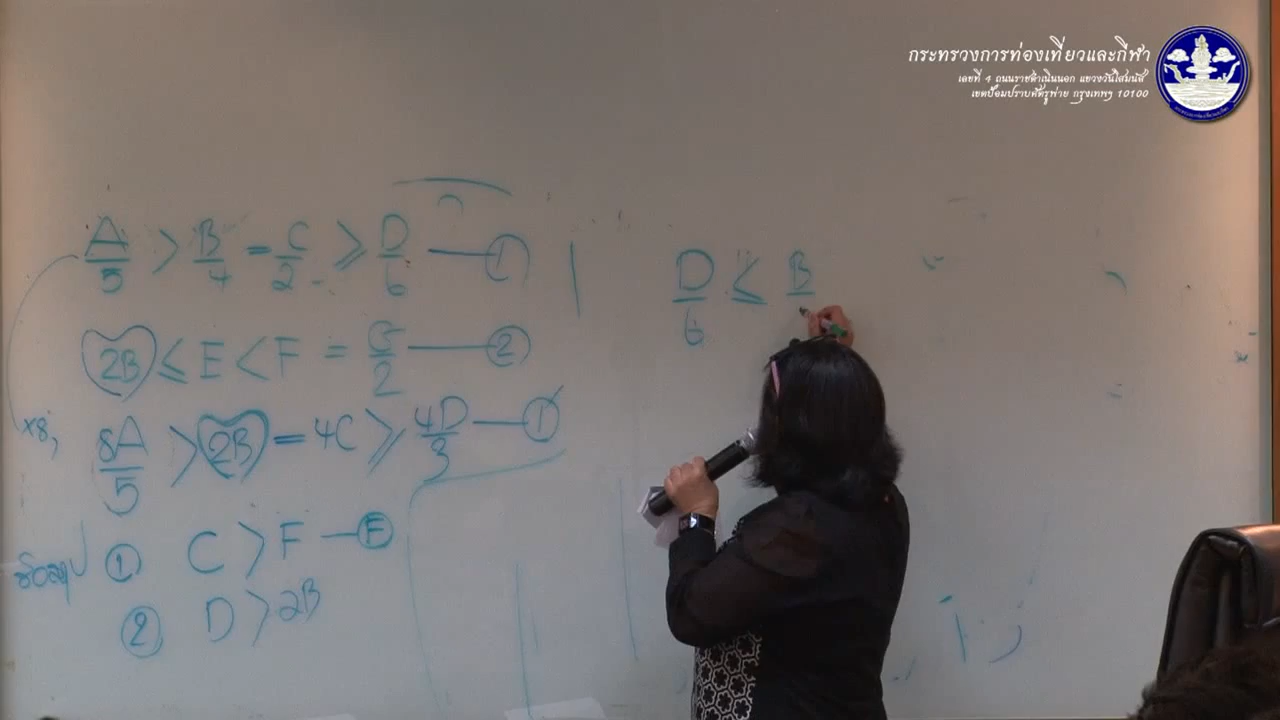 กระทรวงการท่องเที่ยวและกีฬา
เลขที่ 4 ถนนราชดำเนินนอก แขวงวัดโสมนัส
เขตป้อมปราบศัตรูพ่าย กรุงเทพฯ 10100
A/5 > B/4 = C/2 ≥ D/6 — ①
2B ≤ E < F = G/2 — ②
×8, 8A/5 > 2B = 4C ≥ 4D/3 — ①
ข้อสรุป ① C > F — Ⓕ
② D > 2B
D/6 ≤ B